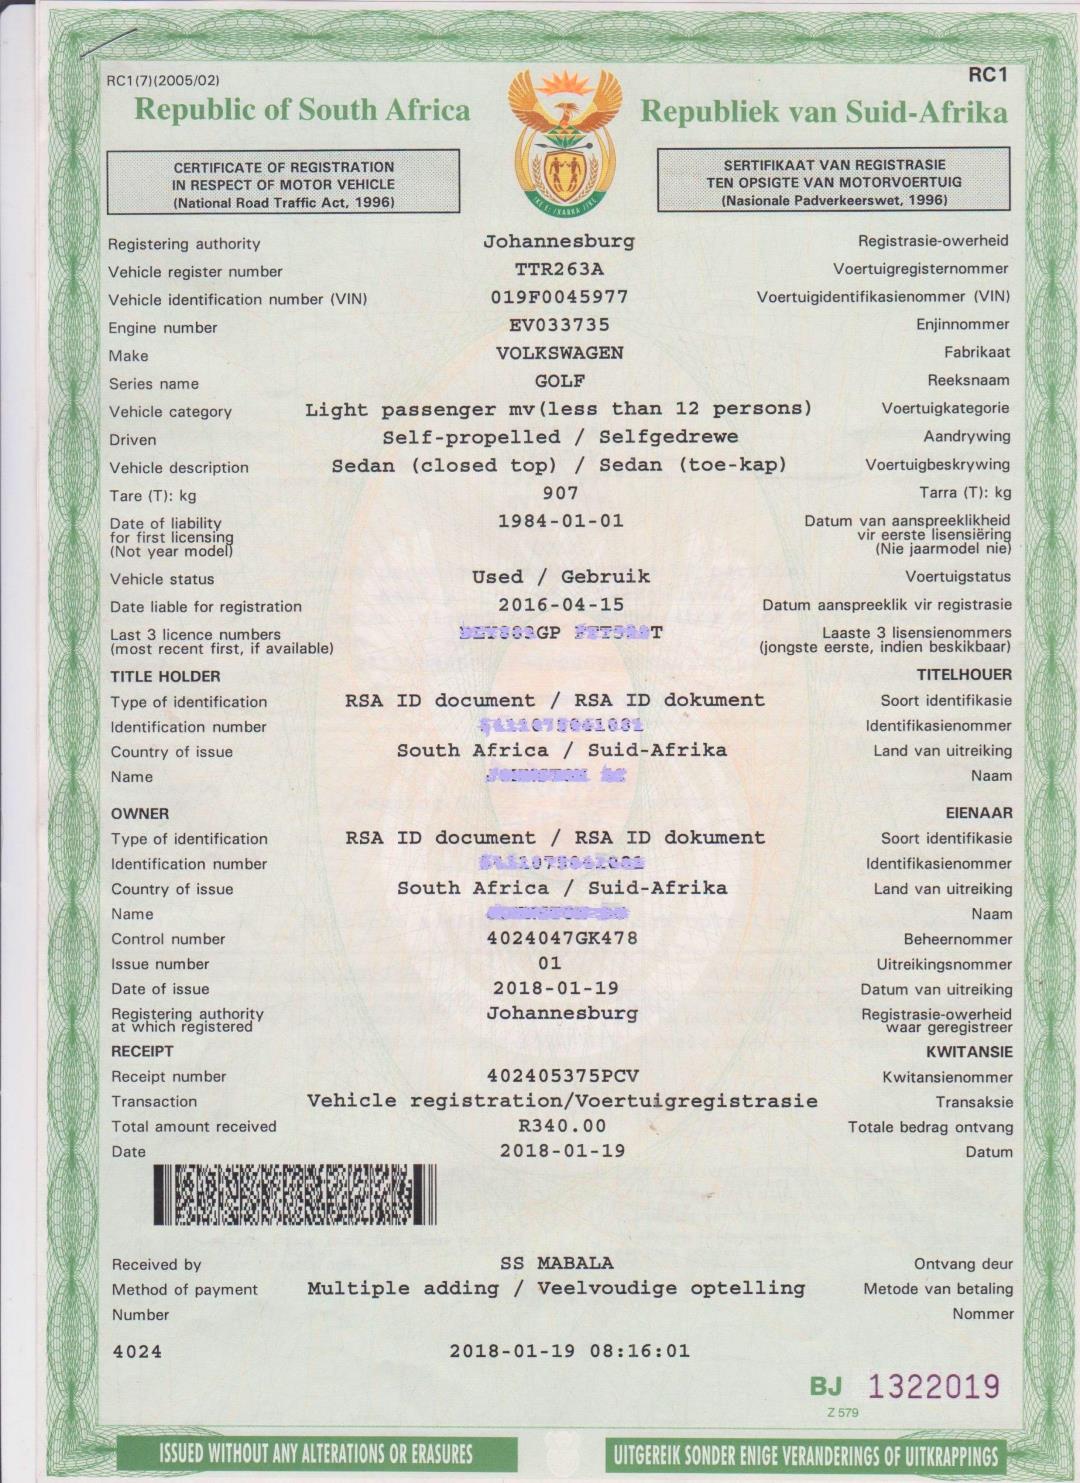 RC1(7)(2005/02)
RC1
Republic of South Africa
Republiek van Suid-Afrika
CERTIFICATE OF REGISTRATION
IN RESPECT OF MOTOR VEHICLE
(National Road Traffic Act, 1996)
SERTIFIKAAT VAN REGISTRASIE
TEN OPSIGTE VAN MOTORVOERTUIG
(Nasionale Padverkeerswet, 1996)
Registering authority Johannesburg Registrasie-owerheid
Vehicle register number TTR263A Voertuigregisternommer
Vehicle identification number (VIN) 019F0045977 Voertuigidentifikasienommer (VIN)
Engine number EV033735 Enjinnommer
Make VOLKSWAGEN Fabrikaat
Series name GOLF Reeksnaam
Vehicle category Light passenger mv(less than 12 persons) Voertuigkategorie
Driven Self-propelled / Selfgedrewe Aandrywing
Vehicle description Sedan (closed top) / Sedan (toe-kap) Voertuigbeskrywing
Tare (T): kg 907 Tarra (T): kg
Date of liability 1984-01-01 Datum van aanspreeklikheid
for first licensing vir eerste lisensiëring
(Not year model) (Nie jaarmodel nie)
Vehicle status Used / Gebruik Voertuigstatus
Date liable for registration 2016-04-15 Datum aanspreeklik vir registrasie
Last 3 licence numbers GP T Laaste 3 lisensienommers
(most recent first, if available) (jongste eerste, indien beskikbaar)
TITLE HOLDER TITELHOUER
Type of identification RSA ID document / RSA ID dokument Soort identifikasie
Identification number Identifikasienommer
Country of issue South Africa / Suid-Afrika Land van uitreiking
Name Naam
OWNER EIENAAR
Type of identification RSA ID document / RSA ID dokument Soort identifikasie
Identification number Identifikasienommer
Country of issue South Africa / Suid-Afrika Land van uitreiking
Name Naam
Control number 4024047GK478 Beheernommer
Issue number 01 Uitreikingsnommer
Date of issue 2018-01-19 Datum van uitreiking
Registering authority Johannesburg Registrasie-owerheid
at which registered waar geregistreer
RECEIPT KWITANSIE
Receipt number 402405375PCV Kwitansienommer
Transaction Vehicle registration/Voertuigregistrasie Transaksie
Total amount received R340.00 Totale bedrag ontvang
Date 2018-01-19 Datum
Received by SS MABALA Ontvang deur
Method of payment Multiple adding / Veelvoudige optelling Metode van betaling
Number Nommer
4024 2018-01-19 08:16:01
BJ 1322019
Z 579
ISSUED WITHOUT ANY ALTERATIONS OR ERASURES
UITGEREIK SONDER ENIGE VERANDERINGS OF UITKRAPPINGS